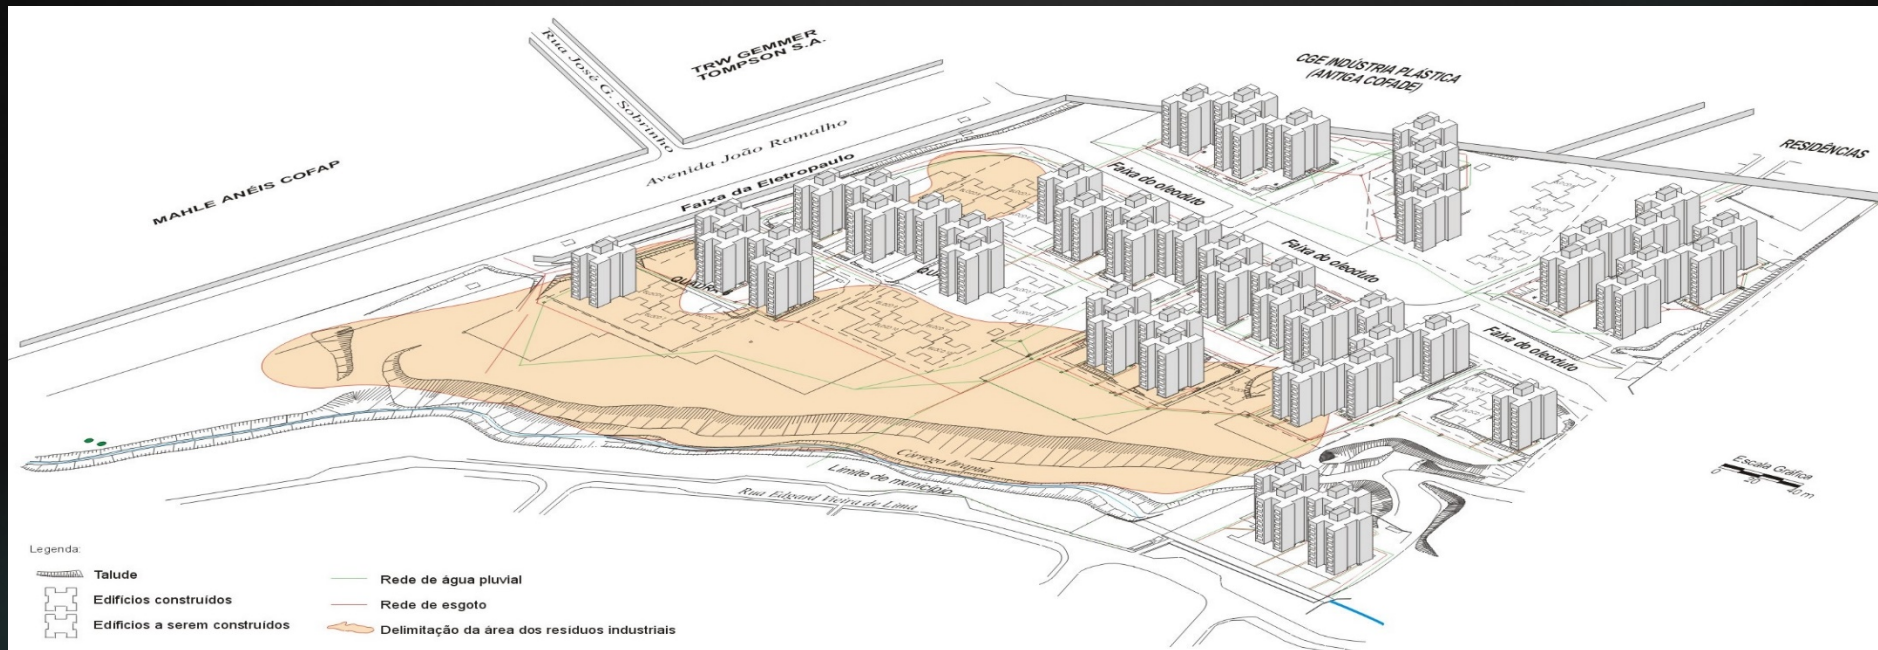 Rua José G. Sobrinho
TRW GEMMER
TOMPSON S.A.
CGE INDÚSTRIA PLÁSTICA
(ANTIGA COFADE)
RESIDÊNCIAS
MAHLE ANÉIS COFAP
Avenida João Ramalho
Faixa da Eletropaulo
Faixa do oleoduto
Faixa do oleoduto
Faixa do oleoduto
Limite de município
Rua Edgard Vieira de Lima
Escala Gráfica
0 20 40 m
Legenda:
Talude
Edifícios construídos
Edifícios a serem construídos
Rede de água pluvial
Rede de esgoto
Delimitação da área dos resíduos industriais